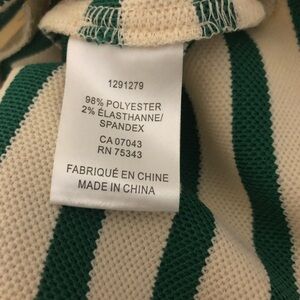 1291279
98% POLYESTER
2% ÉLASTHANNE/
SPANDEX
CA 07043
RN 75343
FABRIQUÉ EN CHINE
MADE IN CHINA